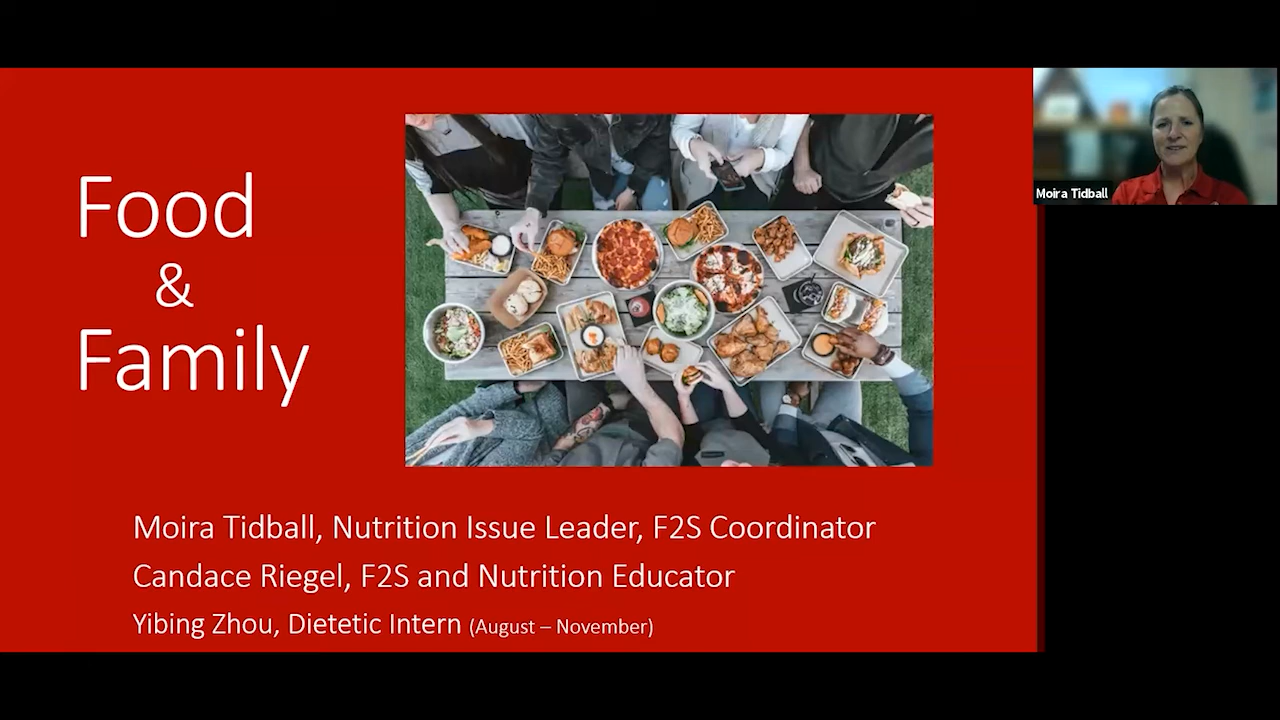 Food
&
Family
Moira Tidball
Moira Tidball, Nutrition Issue Leader, F2S Coordinator
Candace Riegel, F2S and Nutrition Educator
Yibing Zhou, Dietetic Intern (August – November)